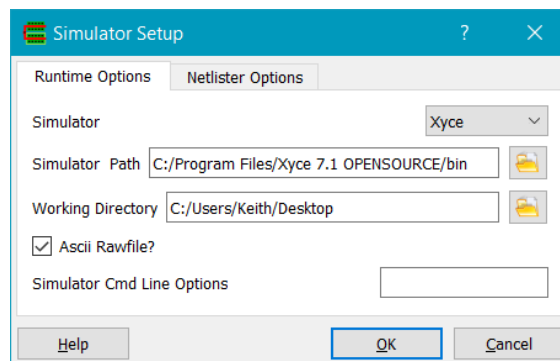 Simulator Setup ?
Runtime Options Netlister Options
Simulator Xyce
Simulator Path C:/Program Files/Xyce 7.1 OPENSOURCE/bin
Working Directory C:/Users/Keith/Desktop
Ascii Rawfile?
Simulator Cmd Line Options
Help OK Cancel